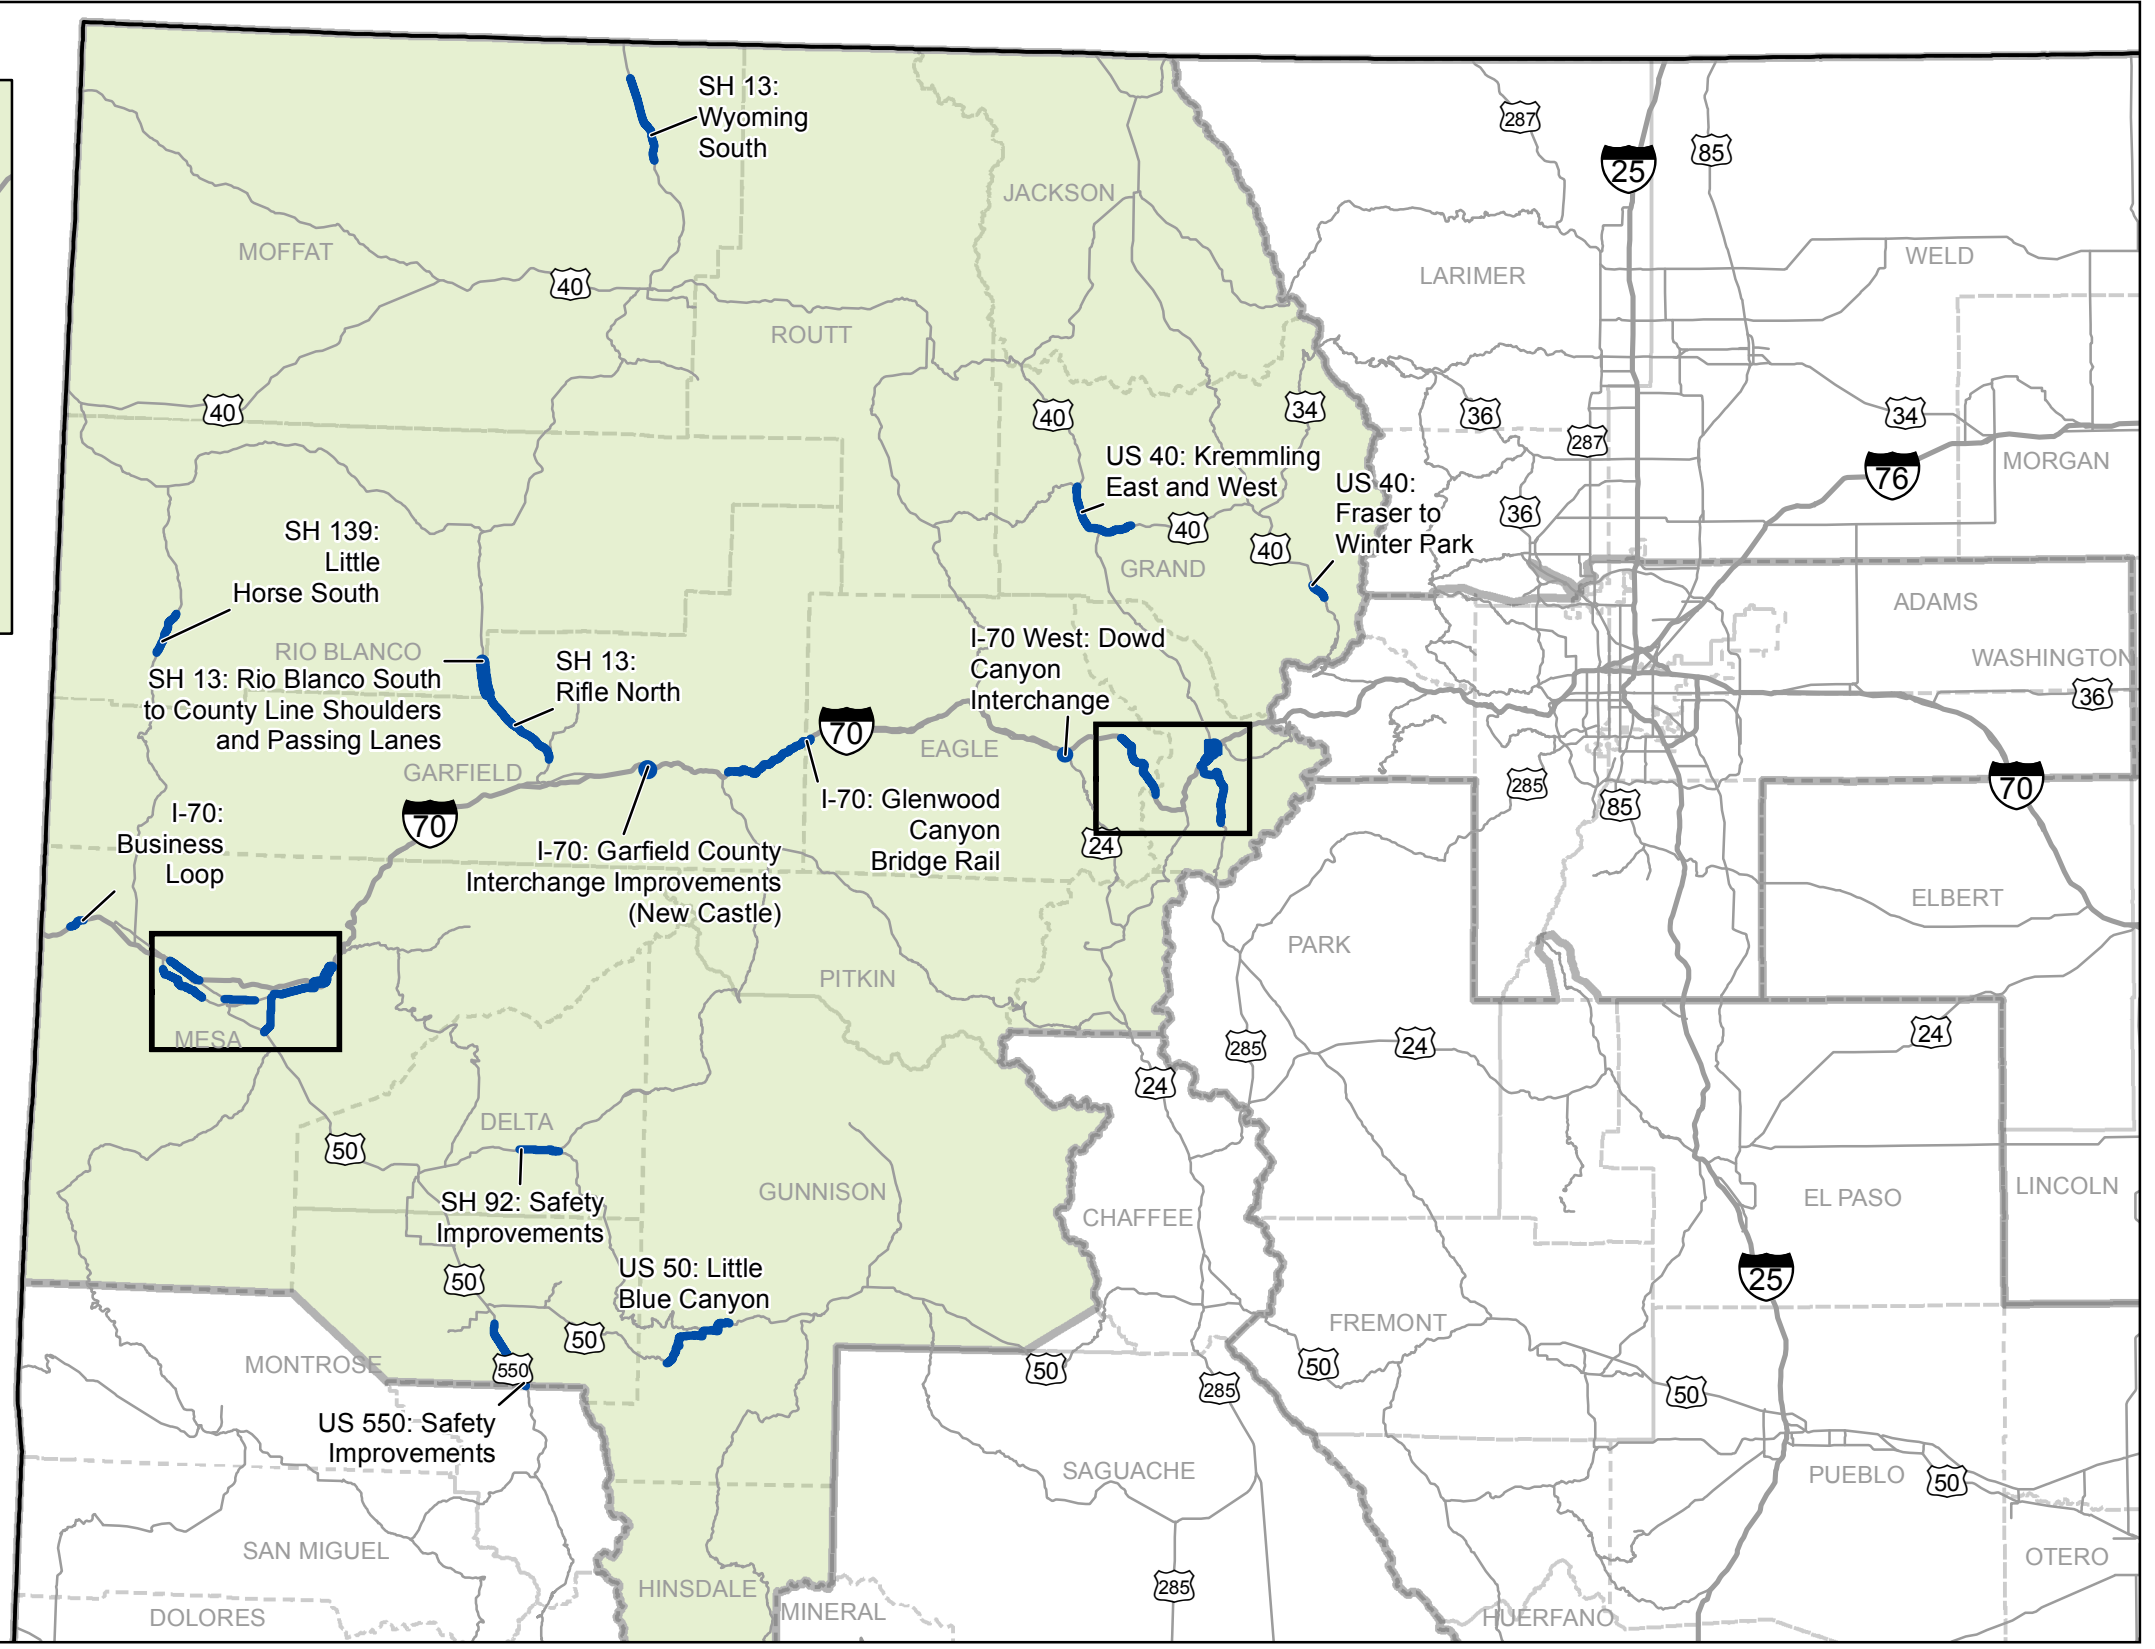 SH 13:
Wyoming
South
287
25
85
JACKSON
MOFFAT
40
LARIMER
WELD
ROUTT
40
40
34
36
287
34
76
MORGAN
US 40: Kremmling
East and West
US 40:
Fraser to
Winter Park
36
40
40
SH 139:
Little
Horse South
GRAND
ADAMS
RIO BLANCO
SH 13: Rio Blanco South
to County Line Shoulders
and Passing Lanes
SH 13:
Rifle North
I-70 West: Dowd
Canyon
Interchange
WASHINGTON
36
70
EAGLE
GARFIELD
285
85
70
70
I-70:
Business
Loop
I-70: Glenwood
Canyon
Bridge Rail
24
I-70: Garfield County
Interchange Improvements
(New Castle)
ELBERT
PARK
PITKIN
MESA
285
24
24
24
DELTA
50
SH 92: Safety
Improvements
GUNNISON
CHAFFEE
EL PASO
LINCOLN
50
US 50: Little
Blue Canyon
25
50
FREMONT
MONTROSE
550
50
285
50
50
US 550: Safety
Improvements
SAGUACHE
PUEBLO
50
SAN MIGUEL
OTERO
HINSDALE
285
DOLORES
MINERAL
HUERFANO